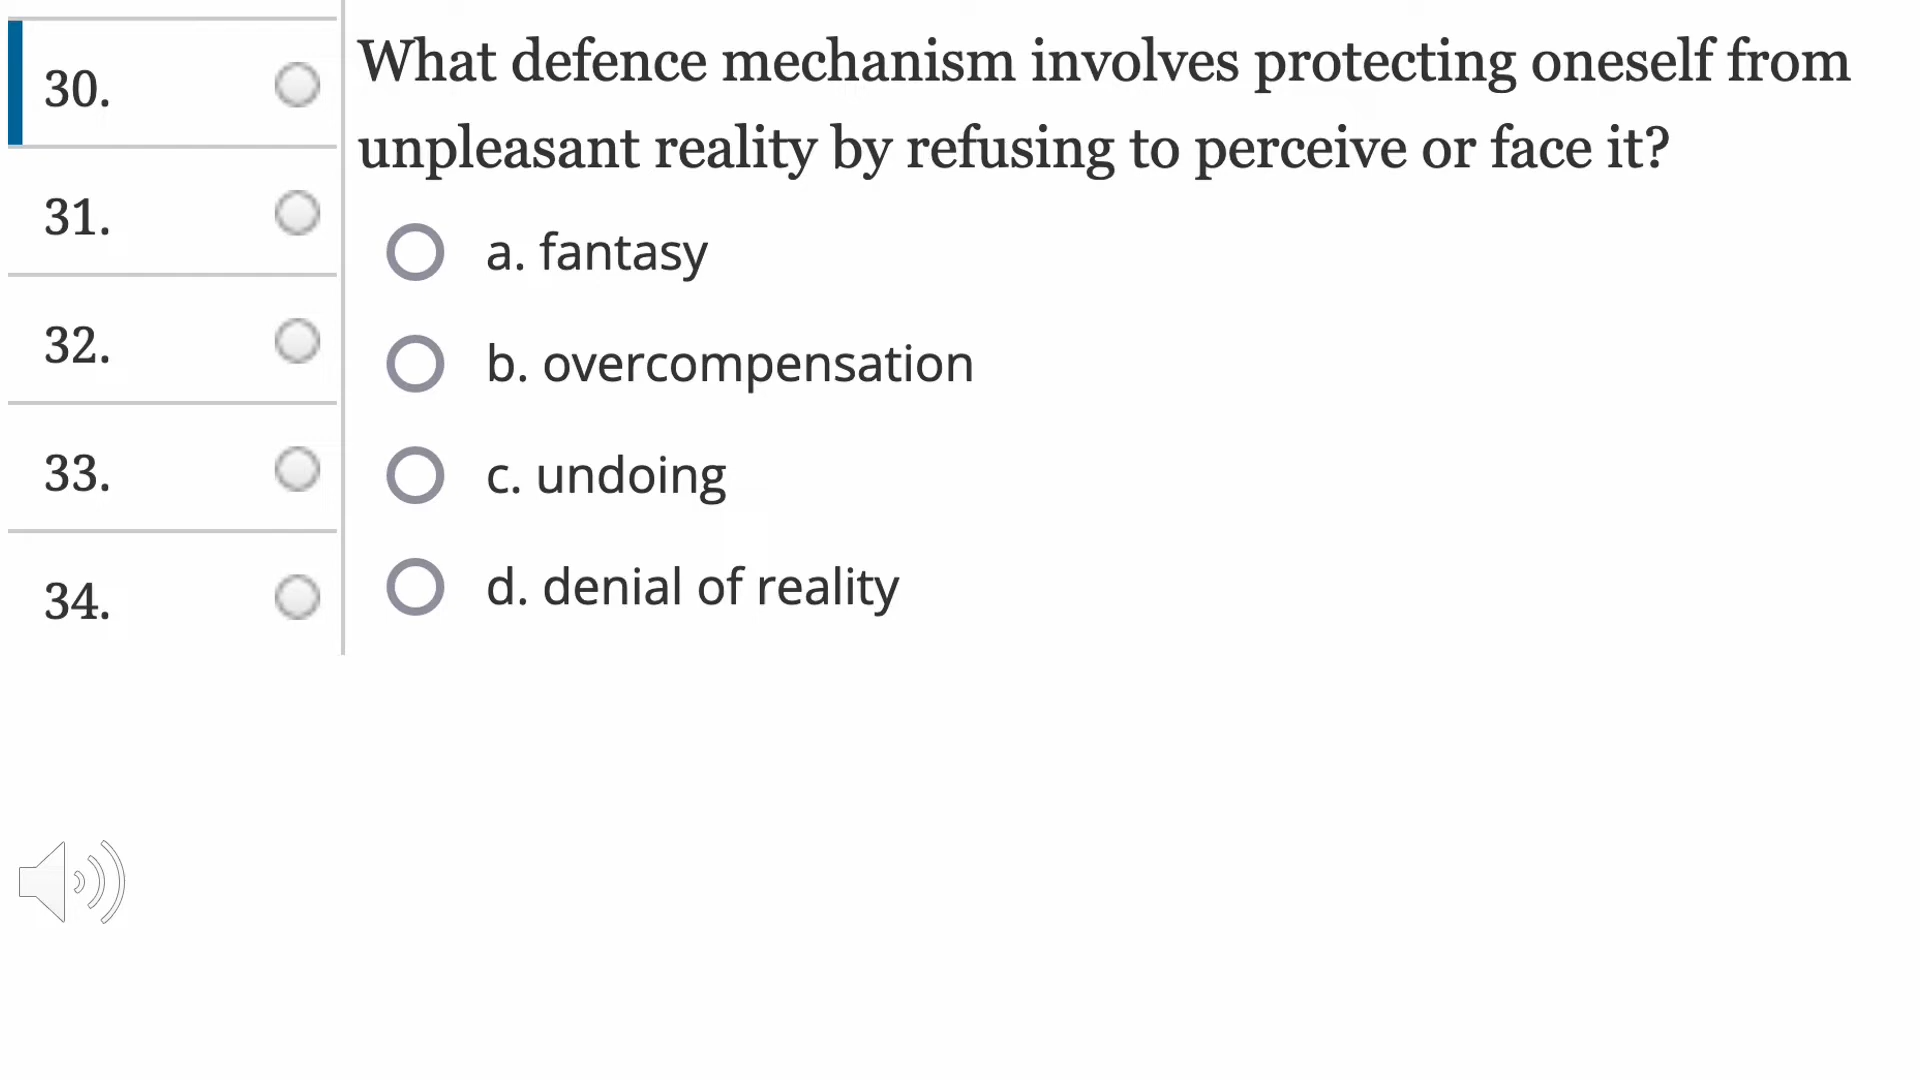 30.
31.
32.
33.
34.
What defence mechanism involves protecting oneself from
unpleasant reality by refusing to perceive or face it?
a. fantasy
b. overcompensation
c. undoing
d. denial of reality